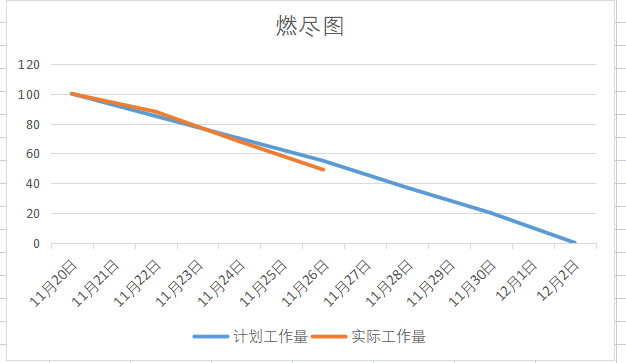 燃尽图
120
100
80
60
40
20
0
11月20日
11月21日
11月22日
11月23日
11月24日
11月25日
11月26日
11月27日
11月28日
11月29日
11月30日
12月1日
12月2日
计划工作量 实际工作量